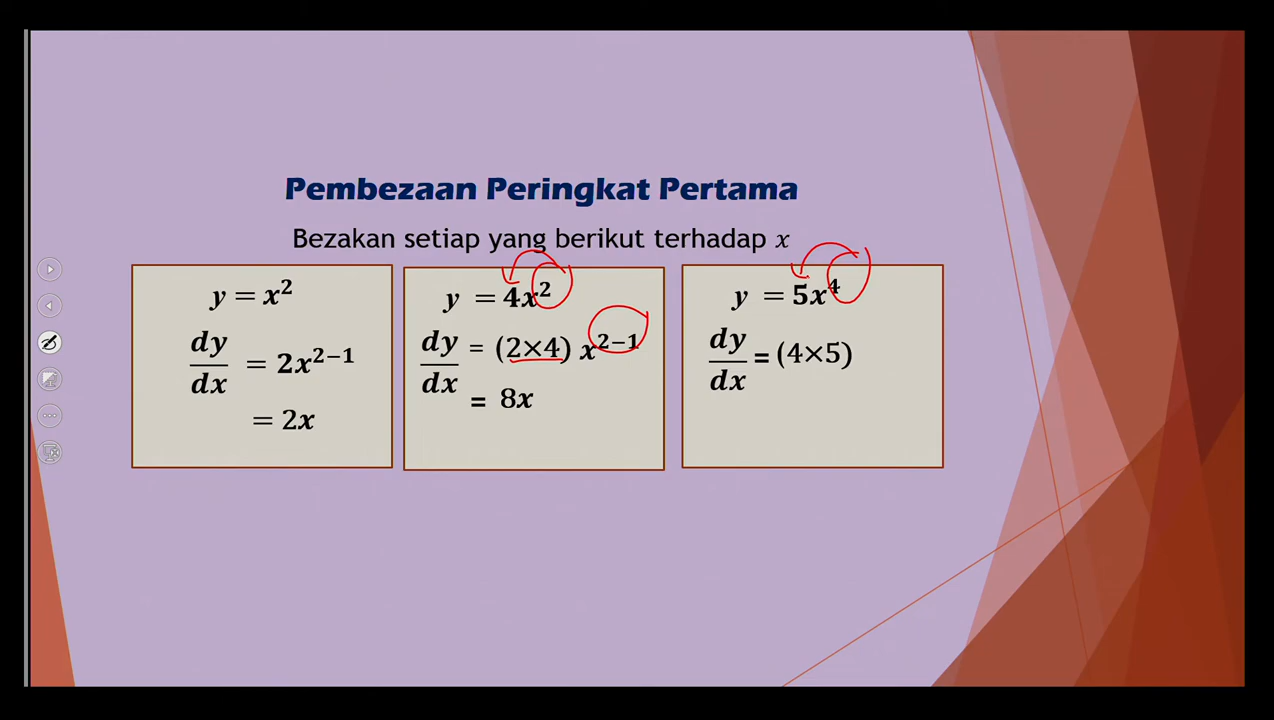 Pembezaan Peringkat Pertama
Bezakan setiap yang berikut terhadap x
y = x²
dy/dx = 2x²⁻¹
= 2x
y = 4x²
dy/dx = (2×4) x²⁻¹
= 8x
y = 5x⁴
dy/dx = (4×5)